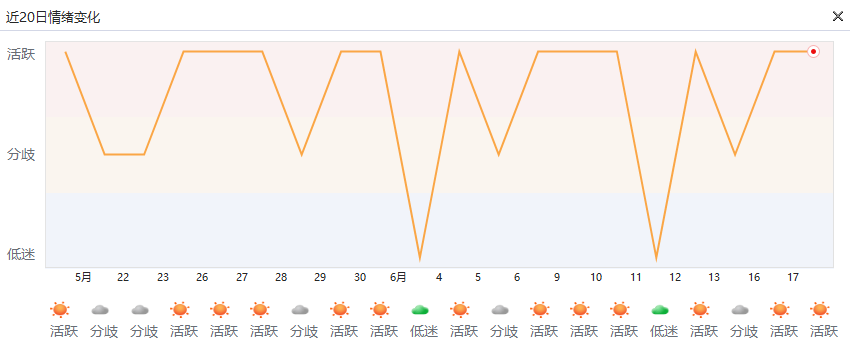 近20日情绪变化
活跃
分歧
低迷
5月 22 23 26 27 28 29 30 6月 4 5 6 9 10 11 12 13 16 17
活跃 分歧 分歧 活跃 活跃 活跃 分歧 活跃 活跃 低迷 活跃 分歧 活跃 活跃 活跃 低迷 活跃 分歧 活跃 活跃